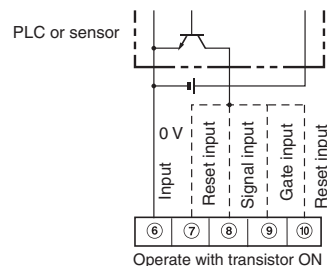 PLC or sensor
0 V
Input
Reset input
Signal input
Gate input
Reset input
⑥ ⑦ ⑧ ⑨ ⑩
Operate with transistor ON